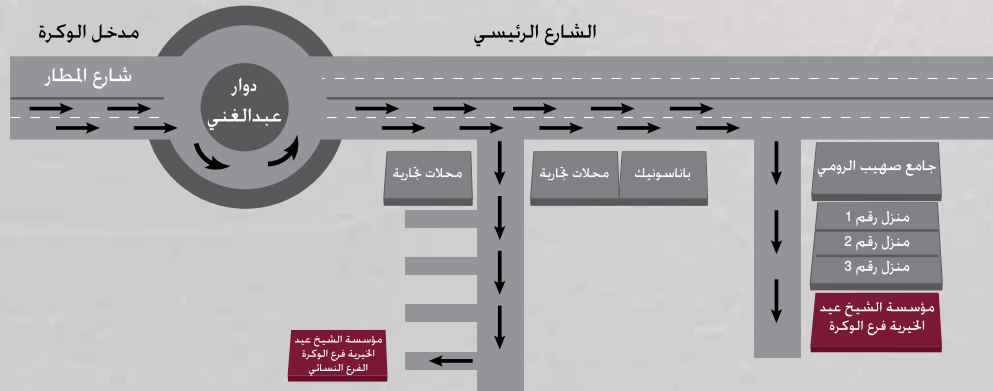 الشارع الرئيسي
مدخل الوكرة
شارع المطار
دوار
عبدالغني
جامع صهيب الرومي
باناسونيك
محلات تجارية
محلات تجارية
منزل رقم 1
منزل رقم 2
منزل رقم 3
مؤسسة الشيخ عيد
الخيرية فرع الوكرة
مؤسسة الشيخ عيد
الخيرية فرع الوكرة
الفرع النسائي